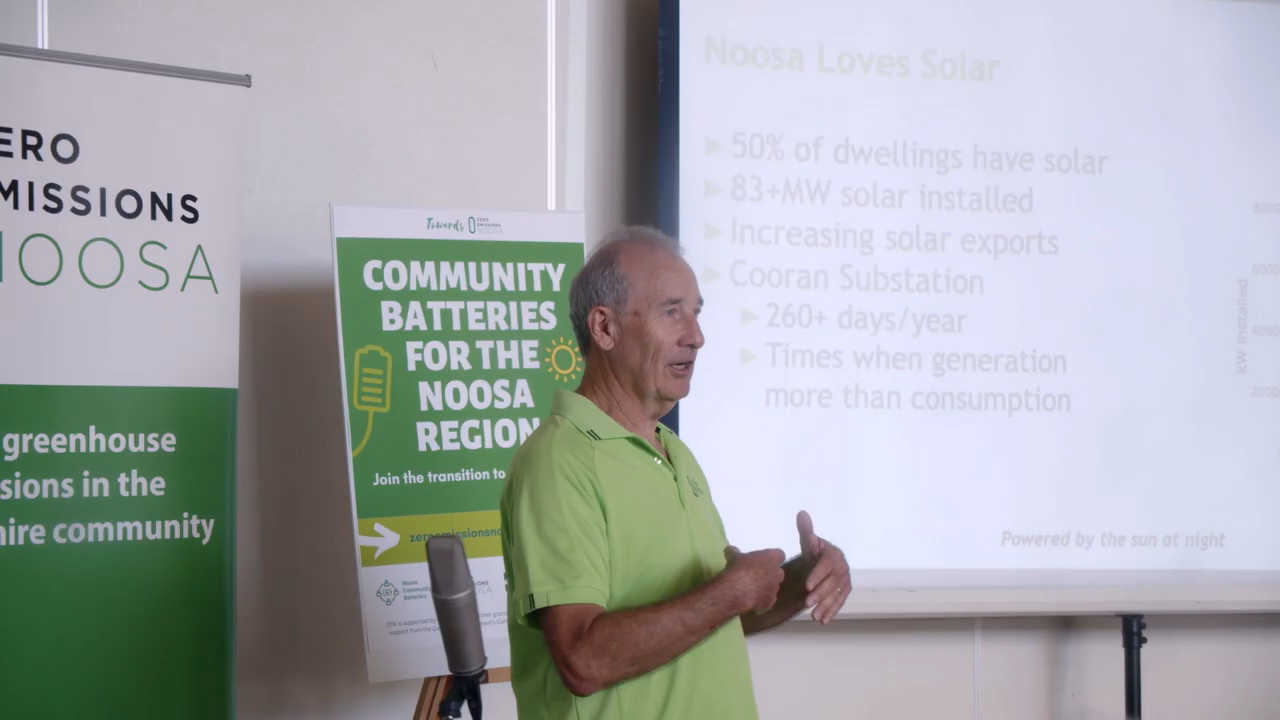 ERO
MISSIONS
NOOSA
greenhouse
sions in the
hire community
Towards ZERO
EMISSIONS
NOOSA
COMMUNITY
BATTERIES
FOR THE
NOOSA
REGION
Join the transition to
zeroemissionsno
Noosa
Community
Batteries
Noosa Loves Solar
► 50% of dwellings have solar
► 83+MW solar installed
► Increasing solar exports
► Cooran Substation
► 260+ days/year
► Times when generation
more than consumption
8000
6000
4000
2000
kW Installed
Powered by the sun at night